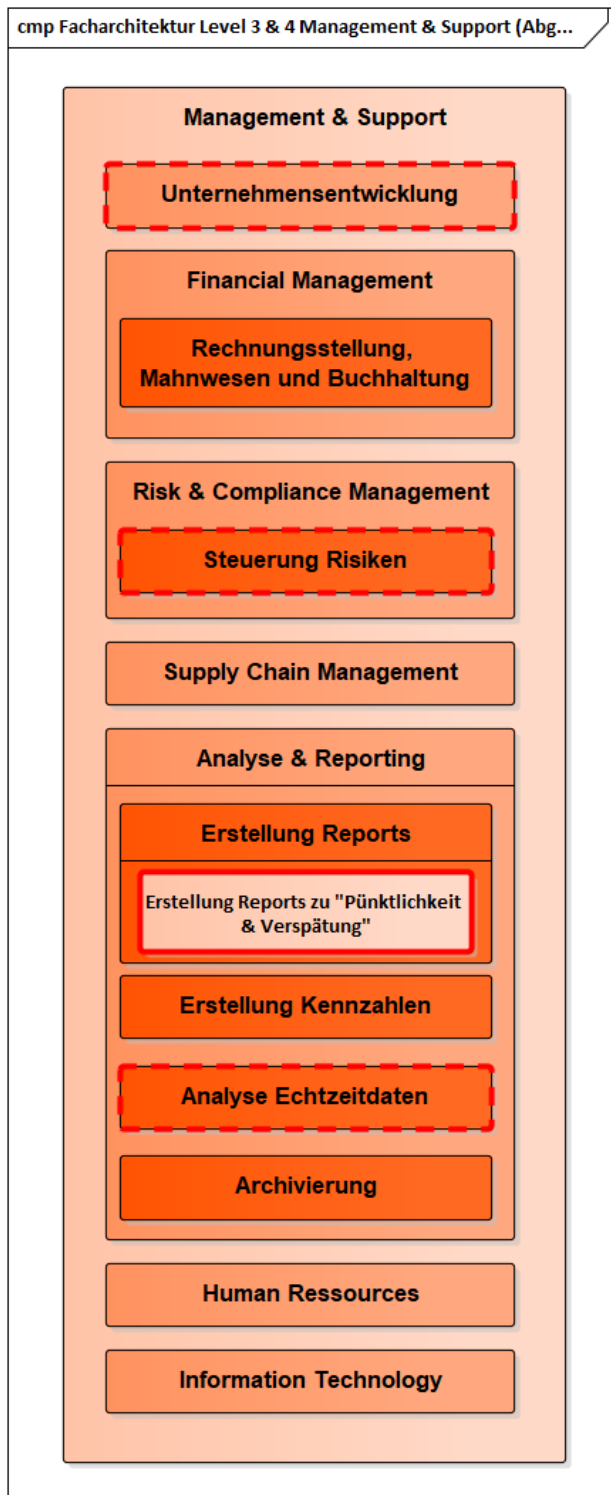 cmp Facharchitektur Level 3 & 4 Management & Support (Abg...
Management & Support
Unternehmensentwicklung
Financial Management
Rechnungsstellung,
Mahnwesen und Buchhaltung
Risk & Compliance Management
Steuerung Risiken
Supply Chain Management
Analyse & Reporting
Erstellung Reports
Erstellung Reports zu "Pünktlichkeit
& Verspätung"
Erstellung Kennzahlen
Analyse Echtzeitdaten
Archivierung
Human Ressources
Information Technology